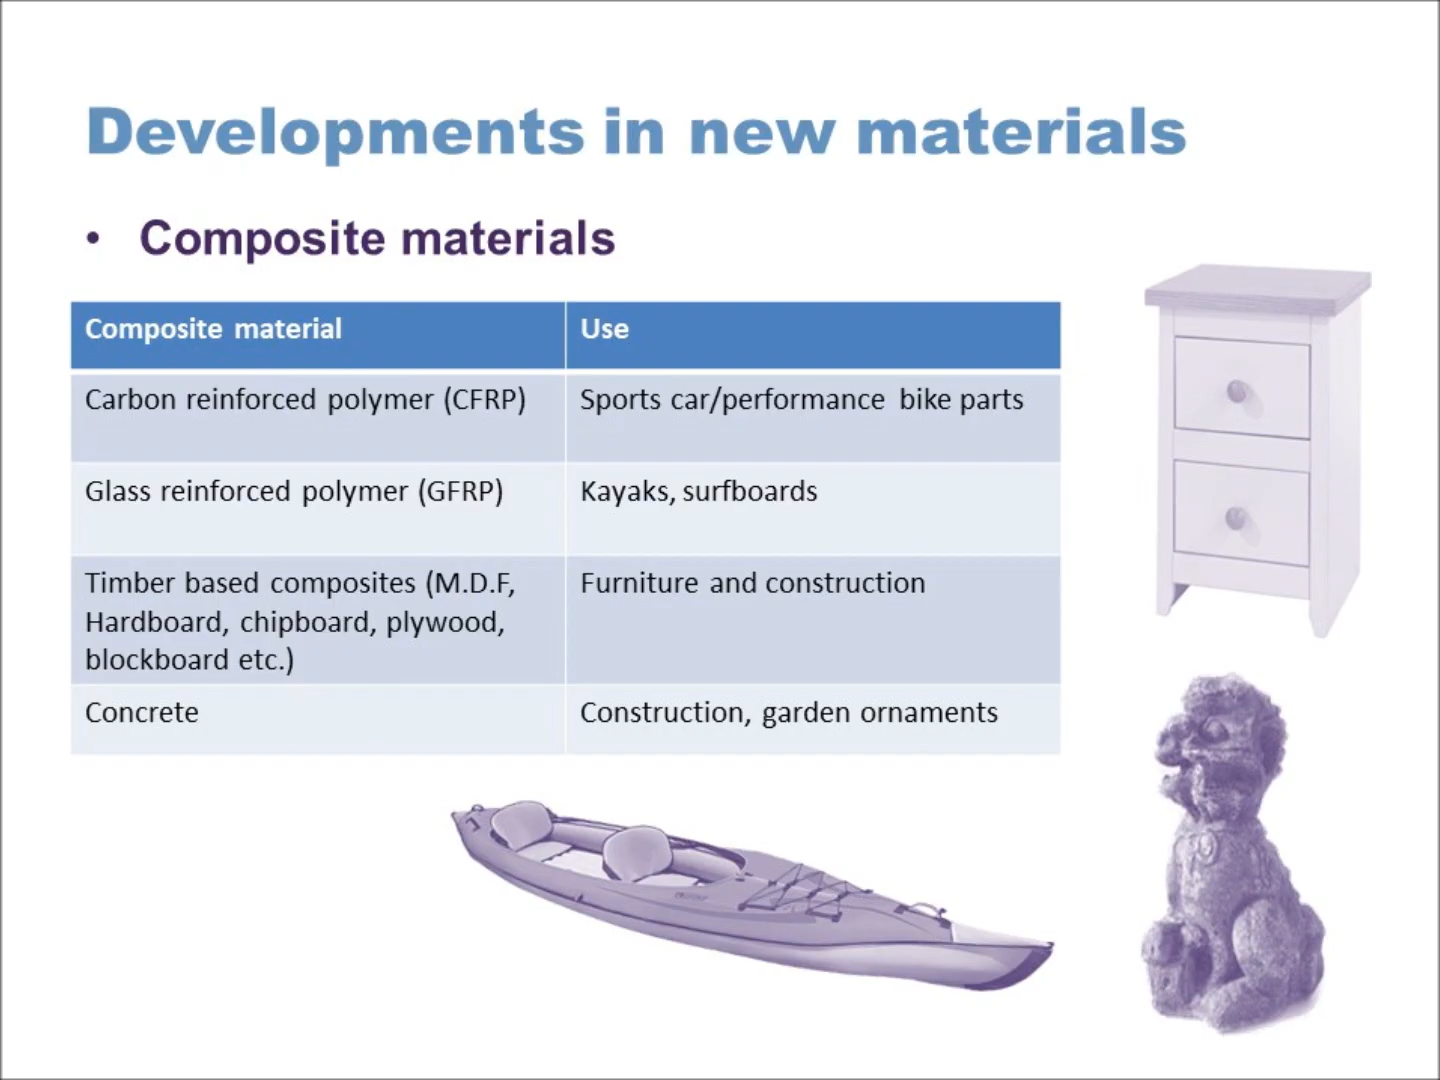 Developments in new materials
• Composite materials
Composite material Use
Carbon reinforced polymer (CFRP) Sports car/performance bike parts
Glass reinforced polymer (GFRP) Kayaks, surfboards
Timber based composites (M.D.F, Furniture and construction
Hardboard, chipboard, plywood,
blockboard etc.)
Concrete Construction, garden ornaments